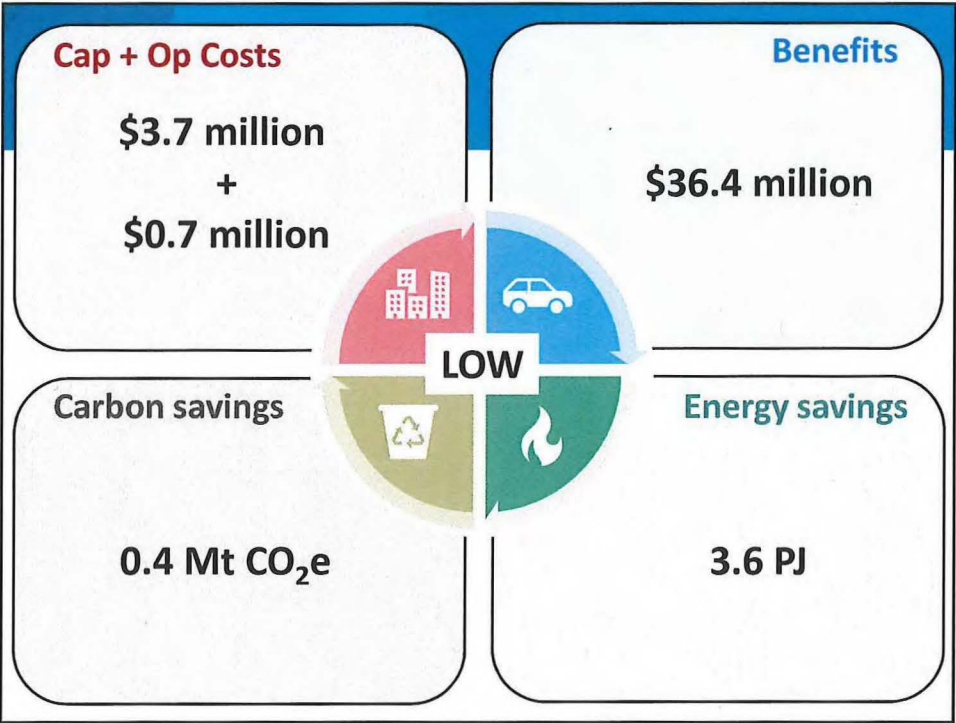 Cap + Op Costs
$3.7 million
+
$0.7 million
Benefits
$36.4 million
LOW
Carbon savings
0.4 Mt CO₂e
Energy savings
3.6 PJ